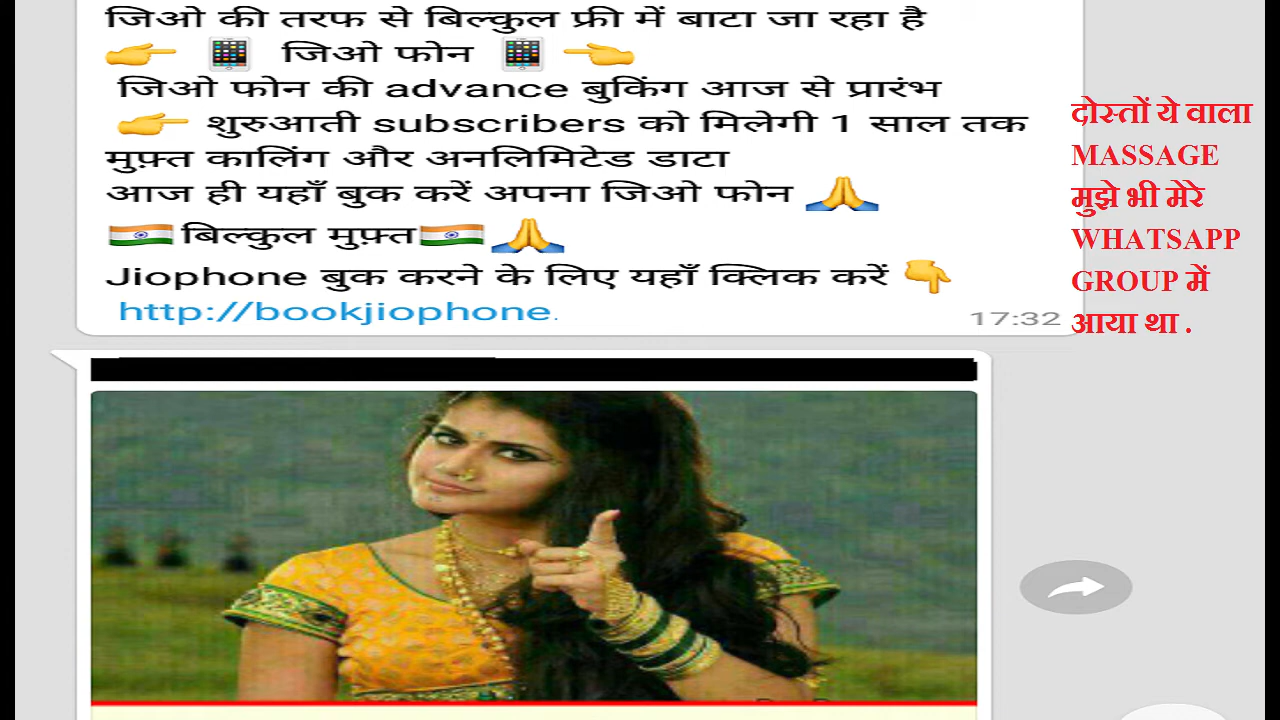 जिओ की तरफ से बिल्कुल फ्री में बाटा जा रहा है
👉 📱 जिओ फोन 📱 👈
जिओ फोन की advance बुकिंग आज से प्रारंभ
👉 शुरुआती subscribers को मिलेगी 1 साल तक
मुफ़्त कालिंग और अनलिमिटेड डाटा
आज ही यहाँ बुक करें अपना जिओ फोन 🙏
🇮🇳बिल्कुल मुफ़्त🇮🇳🙏
Jiophone बुक करने के लिए यहाँ क्लिक करें 👇
http://bookjiophone.
17:32
दोस्तों ये वाला
MASSAGE
मुझे भी मेरे
WHATSAPP
GROUP में
आया था .